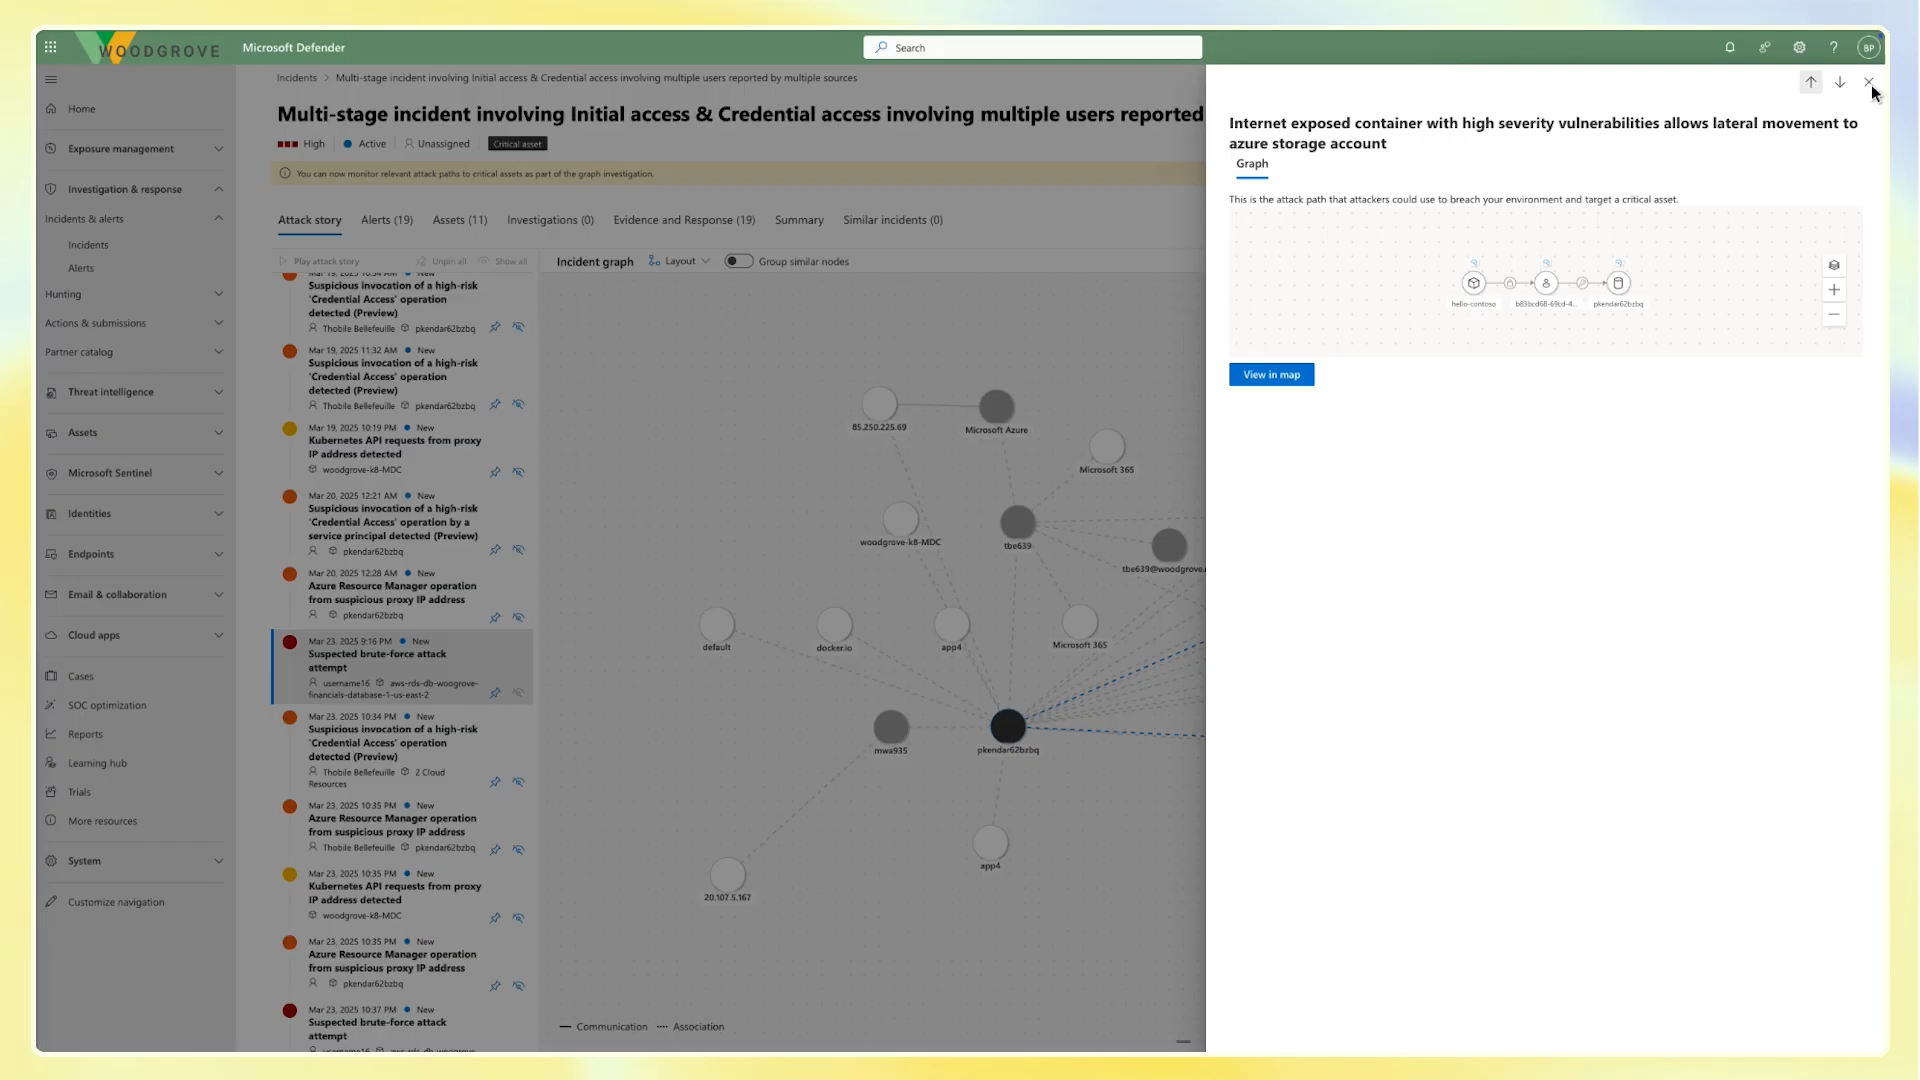 WOODGROVE
Microsoft Defender
Search
BP
Home
Exposure management
Investigation & response
Incidents & alerts
Incidents
Alerts
Hunting
Actions & submissions
Partner catalog
Threat intelligence
Assets
Microsoft Sentinel
Identities
Endpoints
Email & collaboration
Cloud apps
Cases
SOC optimization
Reports
Learning hub
Trials
More resources
System
Customize navigation
Incidents > Multi-stage incident involving Initial access & Credential access involving multiple users reported by multiple sources
Multi-stage incident involving Initial access & Credential access involving multiple users reported
High
Active
Unassigned
Critical asset
You can now monitor relevant attack paths to critical assets as part of the graph investigation.
Attack story
Alerts (19)
Assets (11)
Investigations (0)
Evidence and Response (19)
Summary
Similar incidents (0)
Play attack story
Unpin all
Show all
Mar 19, 2025 10:34 AM New
Suspicious invocation of a high-risk
'Credential Access' operation
detected (Preview)
Thobile Bellefeuille pkendar62bzbq
Mar 19, 2025 11:32 AM New
Suspicious invocation of a high-risk
'Credential Access' operation
detected (Preview)
Thobile Bellefeuille pkendar62bzbq
Mar 19, 2025 10:19 PM New
Kubernetes API requests from proxy
IP address detected
woodgrove-k8-MDC
Mar 20, 2025 12:21 AM New
Suspicious invocation of a high-risk
'Credential Access' operation by a
service principal detected (Preview)
pkendar62bzbq
Mar 20, 2025 12:28 AM New
Azure Resource Manager operation
from suspicious proxy IP address
pkendar62bzbq
Mar 23, 2025 9:16 PM New
Suspected brute-force attack
attempt
username16 aws-rds-db-woogrove-
financials-database-1-us-east-2
Mar 23, 2025 10:34 PM New
Suspicious invocation of a high-risk
'Credential Access' operation
detected (Preview)
Thobile Bellefeuille 2 Cloud
Resources
Mar 23, 2025 10:35 PM New
Azure Resource Manager operation
from suspicious proxy IP address
Thobile Bellefeuille pkendar62bzbq
Mar 23, 2025 10:35 PM New
Kubernetes API requests from proxy
IP address detected
woodgrove-k8-MDC
Mar 23, 2025 10:35 PM New
Azure Resource Manager operation
from suspicious proxy IP address
pkendar62bzbq
Mar 23, 2025 10:37 PM New
Suspected brute-force attack
attempt
username16 aws-rds-db-woogrove-
Incident graph
Layout
Group similar nodes
85.250.225.69
Microsoft Azure
Microsoft 365
woodgrove-k8-MDC
tbe639
tbe639@woodgrove.
default
docker.io
app4
Microsoft 365
mwa935
pkendar62bzbq
app4
20.107.5.167
Communication
Association
Internet exposed container with high severity vulnerabilities allows lateral movement to
azure storage account
Graph
This is the attack path that attackers could use to breach your environment and target a critical asset.
hello-contoso
b83bcd68-69cd-4...
pkendar62bzbq
View in map